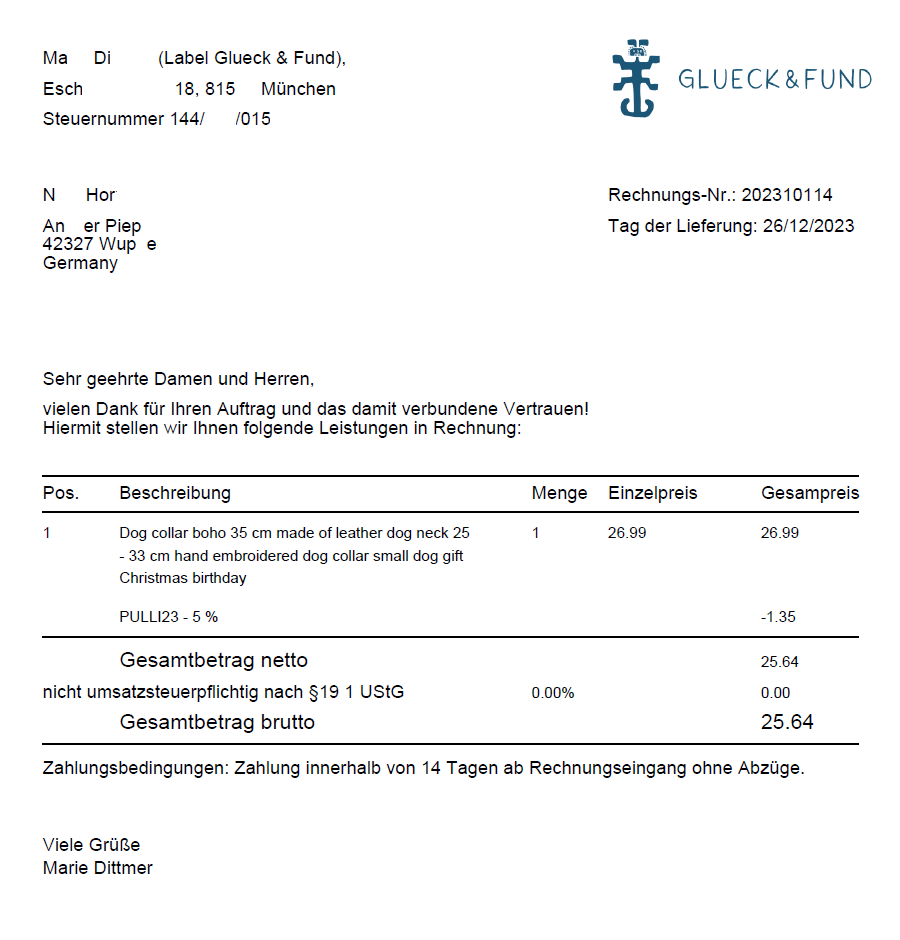 Ma Di (Label Glueck & Fund),
Esch 18, 815 München
Steuernummer 144/ /015
GLUECK&FUND
N Hor
An er Piep
42327 Wup e
Germany
Rechnungs-Nr.: 202310114
Tag der Lieferung: 26/12/2023
Sehr geehrte Damen und Herren,
vielen Dank für Ihren Auftrag und das damit verbundene Vertrauen!
Hiermit stellen wir Ihnen folgende Leistungen in Rechnung:
Pos. Beschreibung Menge Einzelpreis Gesampreis
1 Dog collar boho 35 cm made of leather dog neck 25 1 26.99 26.99
- 33 cm hand embroidered dog collar small dog gift
Christmas birthday
PULLI23 - 5 % -1.35
Gesamtbetrag netto 25.64
nicht umsatzsteuerpflichtig nach §19 1 UStG 0.00% 0.00
Gesamtbetrag brutto 25.64
Zahlungsbedingungen: Zahlung innerhalb von 14 Tagen ab Rechnungseingang ohne Abzüge.
Viele Grüße
Marie Dittmer